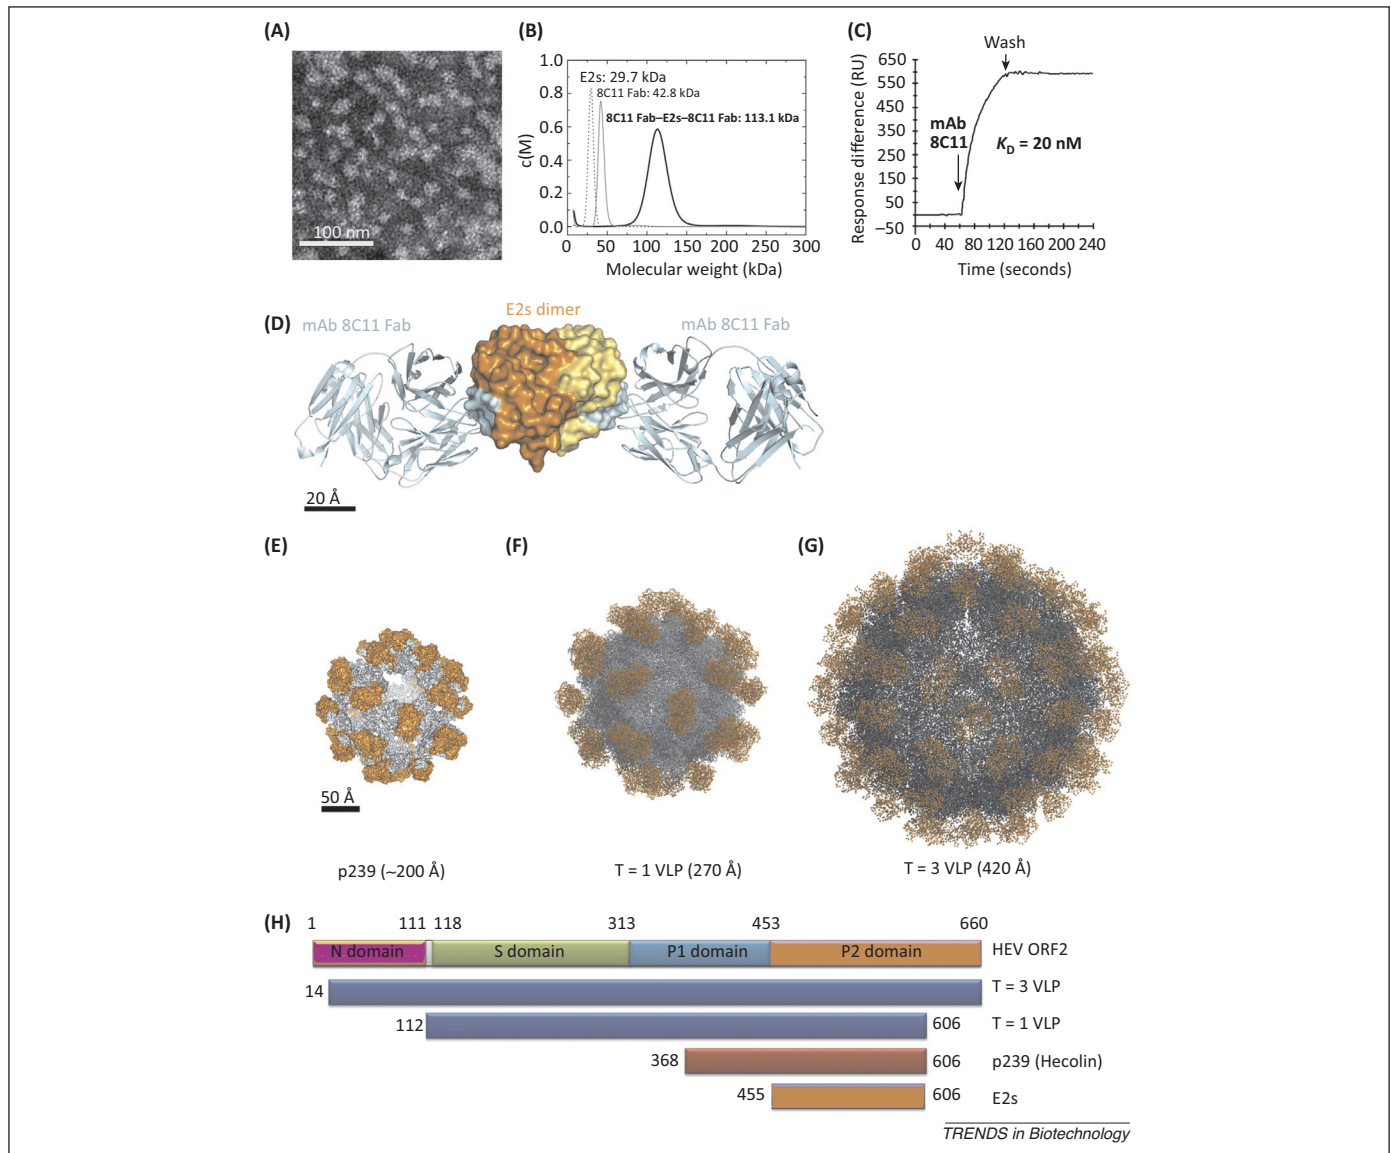 (A)
100 nm
(B)
c(M)
1.0
0.8
0.6
0.4
0.2
0.0
E2s: 29.7 kDa
8C11 Fab: 42.8 kDa
8C11 Fab–E2s–8C11 Fab: 113.1 kDa
0 50 100 150 200 250 300
Molecular weight (kDa)
(C)
Response difference (RU)
650
550
450
350
250
150
50
–50
Wash
mAb
8C11
KD = 20 nM
0 40 80 120 160 200 240
Time (seconds)
(D)
mAb 8C11 Fab
E2s dimer
mAb 8C11 Fab
20 Å
(E)
50 Å
p239 (~200 Å)
(F)
T = 1 VLP (270 Å)
(G)
T = 3 VLP (420 Å)
(H)
1 111 118 313 453 660
N domain S domain P1 domain P2 domain HEV ORF2
14 T = 3 VLP
112 606 T = 1 VLP
368 606 p239 (Hecolin)
455 606 E2s
TRENDS in Biotechnology